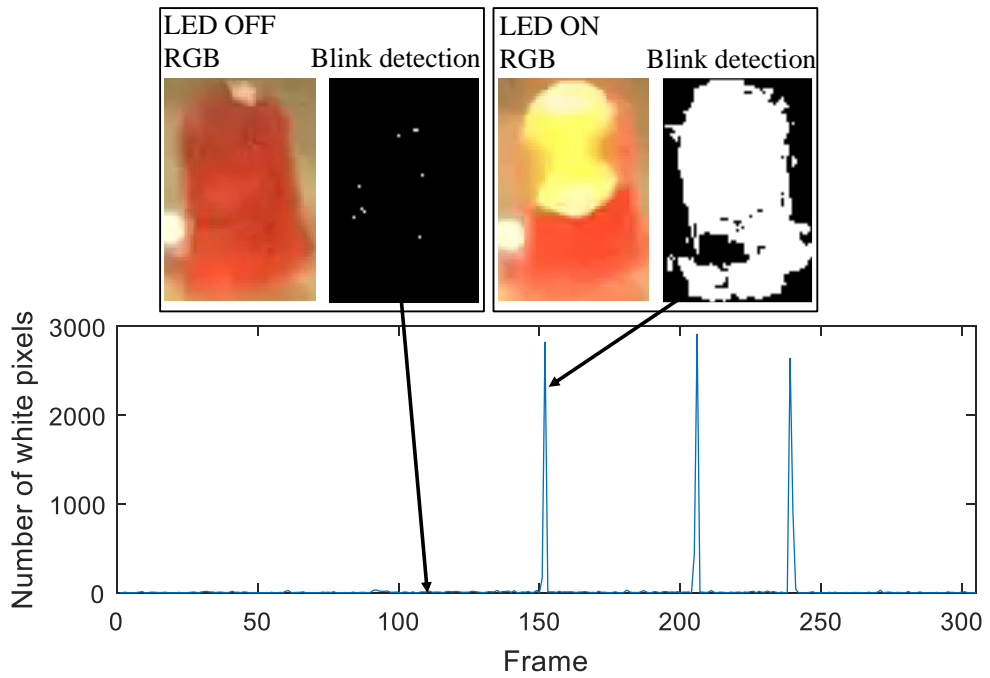 LED OFF
RGB
Blink detection
LED ON
RGB
Blink detection
Number of white pixels
3000
2000
1000
0
0
50
100
150
200
250
300
Frame